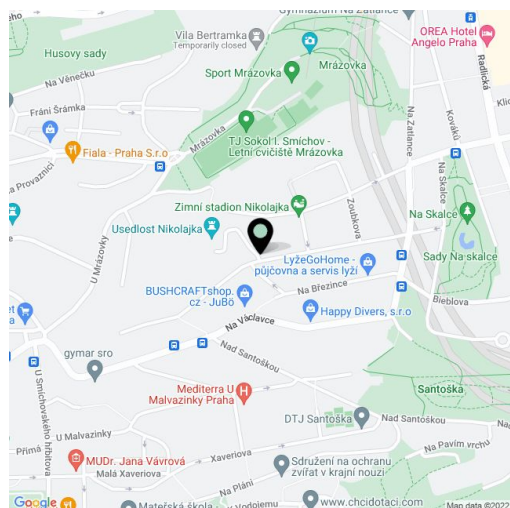 Gymnázium Na Zatlance
Vila Bertramka
Temporarily closed
OREA Hotel
Angelo Praha
Husovy sady
Na Věnečku
Sport Mrázovka
Mrázovka
Radlická
Fráni Šrámka
Na Zatlance
Kováků
Mrázovka
TJ Sokol I. Smíchov -
Letní cvičiště Mrázovka
Fiala - Praha S.r.o
Na Provaznici
Na Skalce
Zimní stadion Nikolajka
Zoubkova
Na Skalce
Usedlost Nikolajka
U Mrázovky
LyžeGoHome -
půjčovna a servis lyží
Sady Na skalce
BUSHCRAFTshop.
cz - JuBö
Na Březince
Bieblova
Happy Divers, s.r.o
Na Václavce
gymar sro
Nad Santoškou
U Smíchovského hřbitova
Mediterra U
Malvazinky Praha
Santoška
DTJ Santoška
Nad Santoškou
U Malvazinky
Přímá
Xaveriova
Na Pavím vrchu
MUDr. Jana Vávrová
Malá Xaveriova
Sdružení na ochranu
zvířat v krajní nouzi
Na Pláni
Google
Mateřská škola
www.chcidotaci.com
Map data ©2022